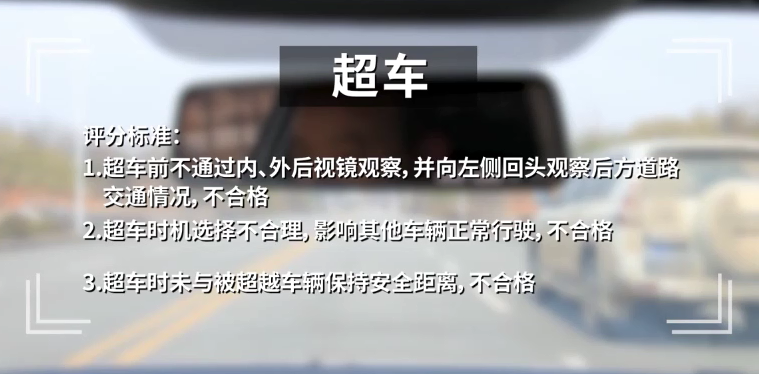 超车
评分标准：
1.超车前不通过内、外后视镜观察，并向左侧回头观察后方道路
交通情况，不合格
2.超车时机选择不合理，影响其他车辆正常行驶，不合格
3.超车时未与被超越车辆保持安全距离，不合格